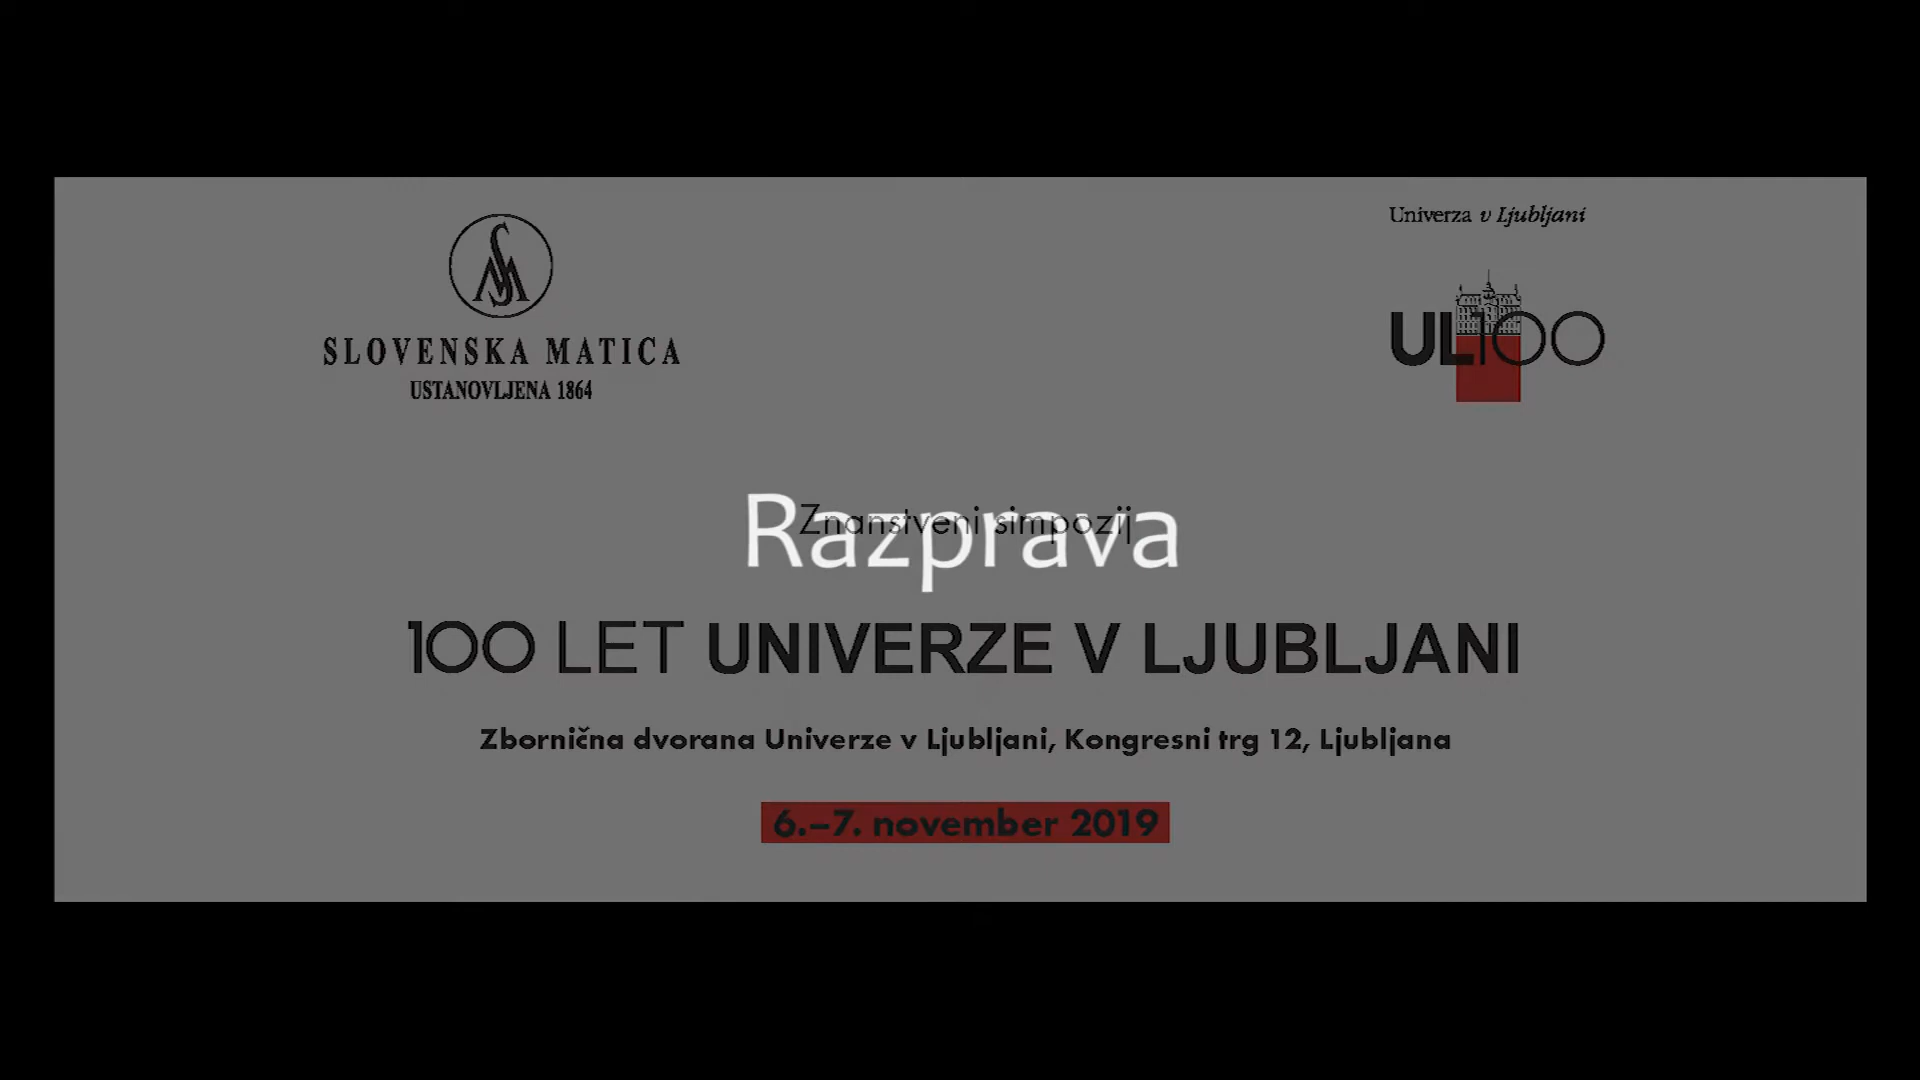 SM
SLOVENSKA MATICA
USTANOVLJENA 1864
Univerza v Ljubljani
UL100
Znanstveni simpozij
Razprava
100 LET UNIVERZE V LJUBLJANI
Zbornična dvorana Univerze v Ljubljani, Kongresni trg 12, Ljubljana
6.–7. november 2019